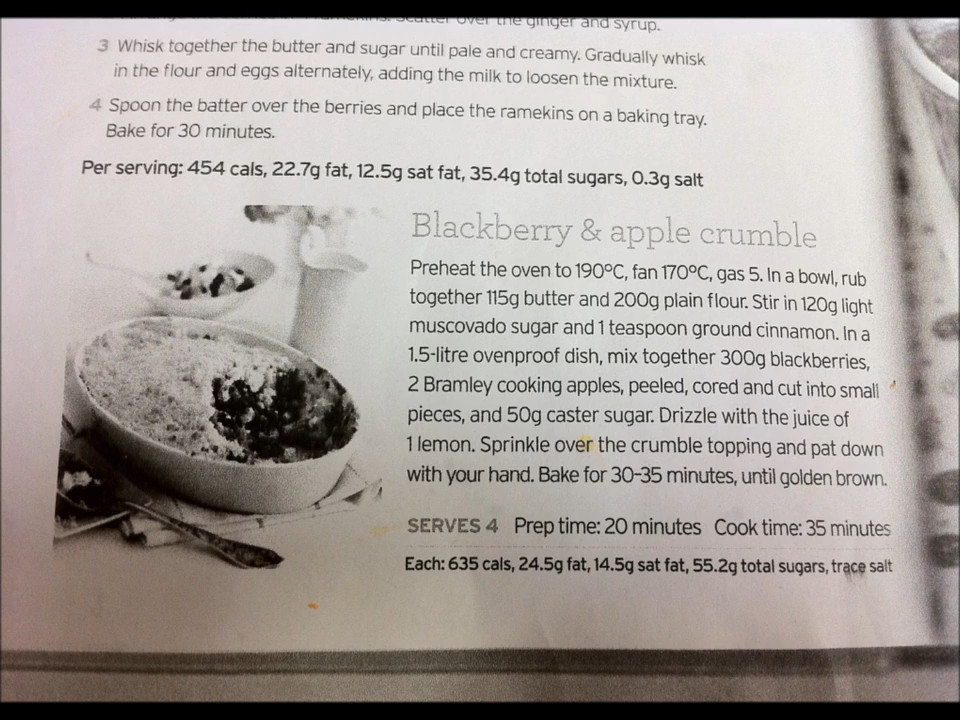 Scatter over the ginger and syrup.
3 Whisk together the butter and sugar until pale and creamy. Gradually whisk
in the flour and eggs alternately, adding the milk to loosen the mixture.
4 Spoon the batter over the berries and place the ramekins on a baking tray.
Bake for 30 minutes.
Per serving: 454 cals, 22.7g fat, 12.5g sat fat, 35.4g total sugars, 0.3g salt
Blackberry & apple crumble
Preheat the oven to 190ºC, fan 170ºC, gas 5. In a bowl, rub
together 115g butter and 200g plain flour. Stir in 120g light
muscovado sugar and 1 teaspoon ground cinnamon. In a
1.5-litre ovenproof dish, mix together 300g blackberries,
2 Bramley cooking apples, peeled, cored and cut into small
pieces, and 50g caster sugar. Drizzle with the juice of
1 lemon. Sprinkle over the crumble topping and pat down
with your hand. Bake for 30-35 minutes, until golden brown.
SERVES 4 Prep time: 20 minutes Cook time: 35 minutes
Each: 635 cals, 24.5g fat, 14.5g sat fat, 55.2g total sugars, trace salt